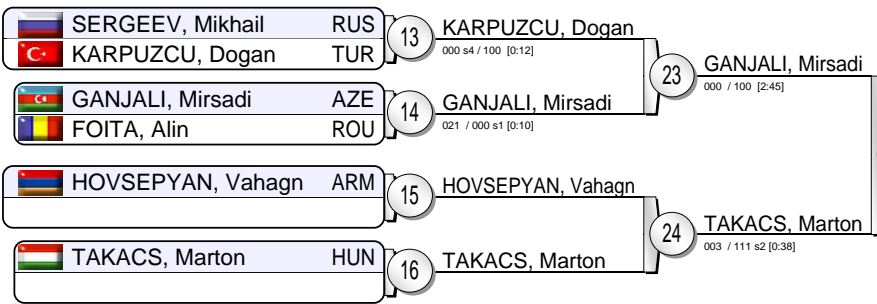 SERGEEV, Mikhail RUS
KARPUZCU, Dogan TUR
13
KARPUZCU, Dogan
000 s4 / 100 [0:12]
GANJALI, Mirsadi AZE
FOITA, Alin ROU
14
GANJALI, Mirsadi
021 / 000 s1 [0:10]
23
GANJALI, Mirsadi
000 / 100 [2:45]
HOVSEPYAN, Vahagn ARM
15
HOVSEPYAN, Vahagn
TAKACS, Marton HUN
16
TAKACS, Marton
24
TAKACS, Marton
003 / 111 s2 [0:38]